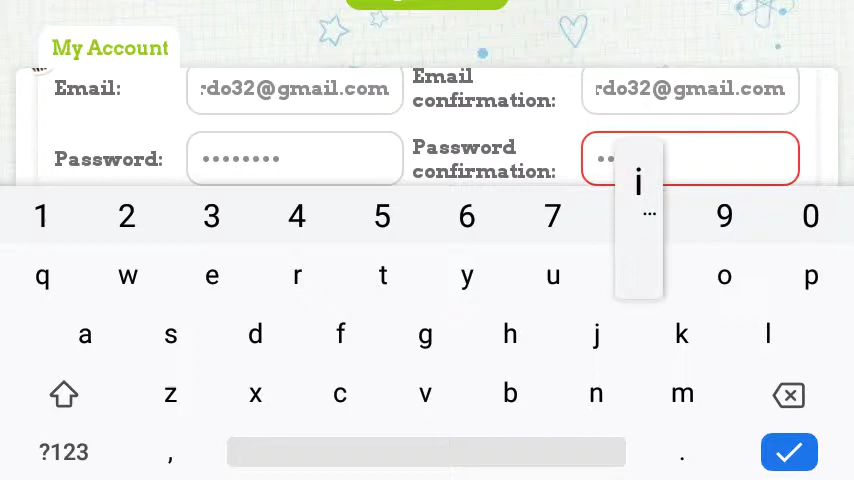 My Account
Email: rdo32@gmail.com Email confirmation: rdo32@gmail.com
Password: •••••••• Password confirmation: ••
1 2 3 4 5 6 7 9 0
q w e r t y u i o p
a s d f g h j k l
z x c v b n m
?123 , .